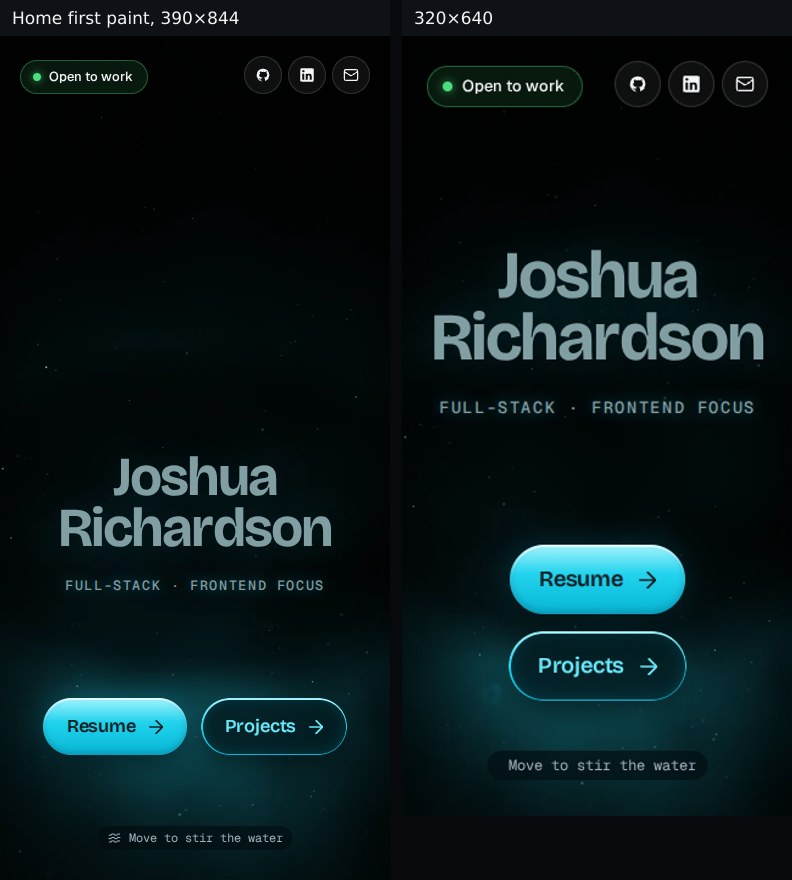 Home first paint, 390×844
Open to work
Joshua
Richardson
FULL-STACK · FRONTEND FOCUS
Resume →
Projects →
Move to stir the water
320×640
Open to work
in
Joshua
Richardson
FULL-STACK · FRONTEND FOCUS
Resume →
Projects →
Move to stir the water